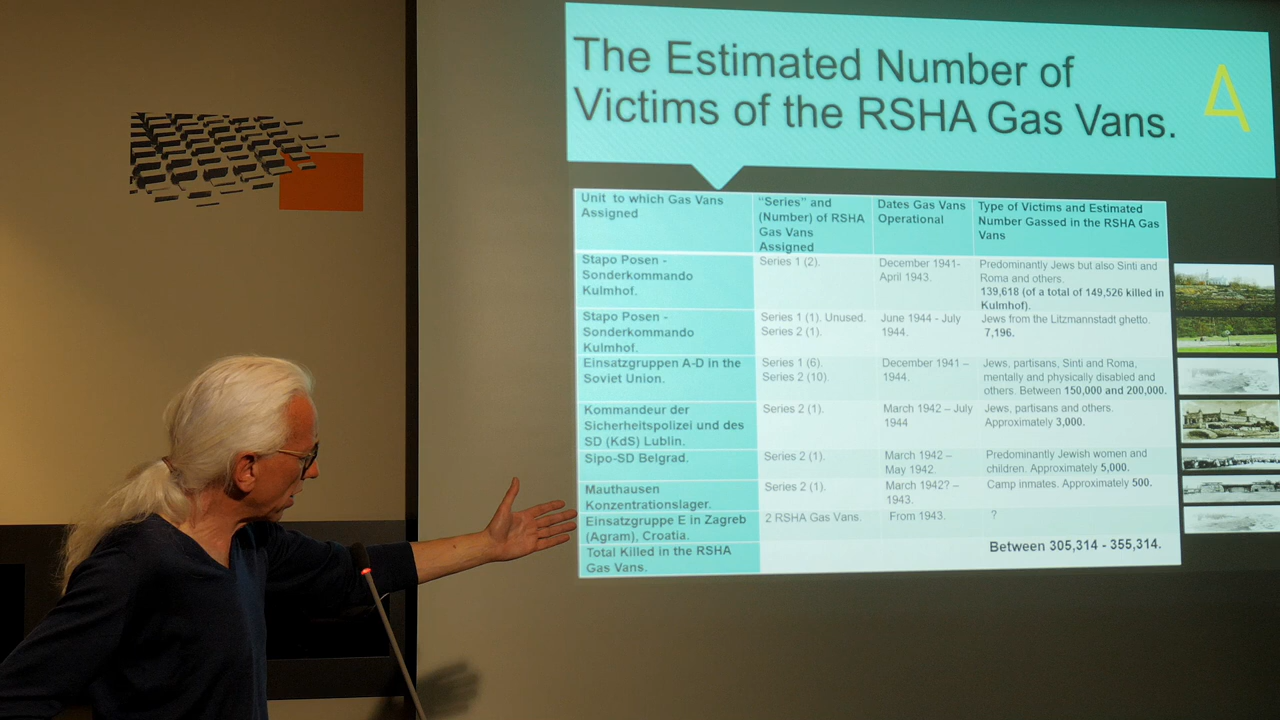 The Estimated Number of
Victims of the RSHA Gas Vans.
Unit to which Gas Vans
Assigned
"Series" and
(Number) of RSHA
Gas Vans
Assigned
Dates Gas Vans
Operational
Type of Victims and Estimated
Number Gassed in the RSHA Gas
Vans
Stapo Posen -
Sonderkommando
Kulmhof.
Series 1 (2).
December 1941-
April 1943.
Predominantly Jews but also Sinti and
Roma and others.
139,618 (of a total of 149,526 killed in
Kulmhof).
Stapo Posen -
Sonderkommando
Kulmhof.
Series 1 (1). Unused.
Series 2 (1).
June 1944 - July
1944.
Jews from the Litzmannstadt ghetto.
7,196.
Einsatzgruppen A-D in the
Soviet Union.
Series 1 (6).
Series 2 (10).
December 1941 –
1944.
Jews, partisans, Sinti and Roma,
mentally and physically disabled and
others. Between 150,000 and 200,000.
Kommandeur der
Sicherheitspolizei und des
SD (KdS) Lublin.
Series 2 (1).
March 1942 – July
1944
Jews, partisans and others.
Approximately 3,000.
Sipo-SD Belgrad.
Series 2 (1).
March 1942 –
May 1942.
Predominantly Jewish women and
children. Approximately 5,000.
Mauthausen
Konzentrationslager.
Series 2 (1).
March 1942? –
1943.
Camp inmates. Approximately 500.
Einsatzgruppe E in Zagreb
(Agram), Croatia.
2 RSHA Gas Vans.
From 1943.
?
Total Killed in the RSHA
Gas Vans.
Between 305,314 - 355,314.